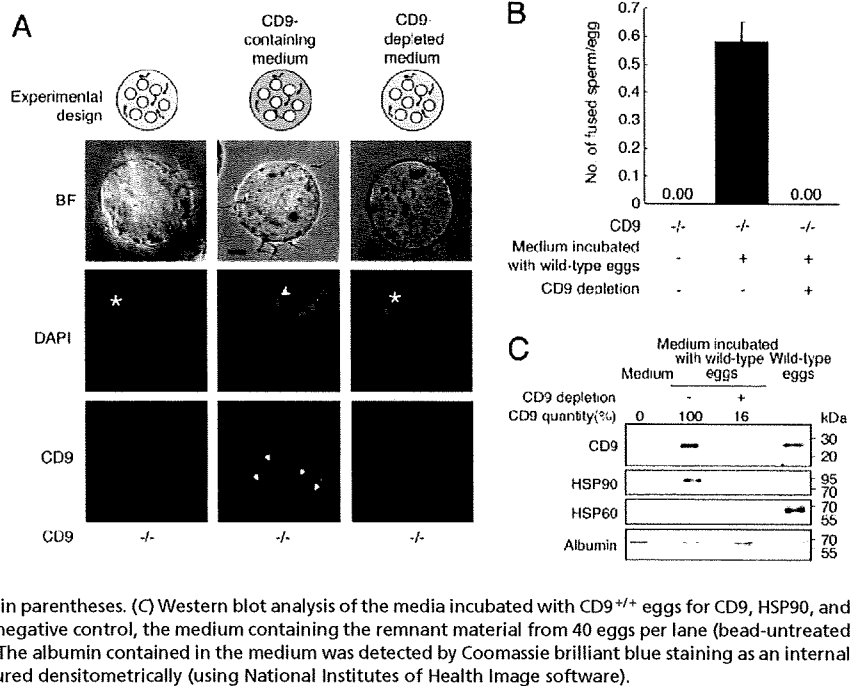 A
CD9-
containing
medium
CD9
depleted
medium
Experimental
design
BF
DAPI
*
*
CD9
CD9
-/-
-/-
-/-
B
No. of fused sperm/egg
0.7
0.6
0.5
0.4
0.3
0.2
0.1
0
0.00
0.00
CD9
-/-
-/-
-/-
Medium incubated
with wild-type eggs
-
+
+
CD9 depletion
-
-
+
C
Medium
Medium incubated
with wild-type
eggs
Wild-type
eggs
CD9 depletion
-
+
CD9 quantity(%)
0
100
16
kDa
CD9
30
20
HSP90
95
70
HSP60
70
55
Albumin
70
55
in parentheses. (C) Western blot analysis of the media incubated with CD9+/+ eggs for CD9, HSP90, and
negative control, the medium containing the remnant material from 40 eggs per lane (bead-untreated
The albumin contained in the medium was detected by Coomassie brilliant blue staining as an internal
ured densitometrically (using National Institutes of Health Image software).